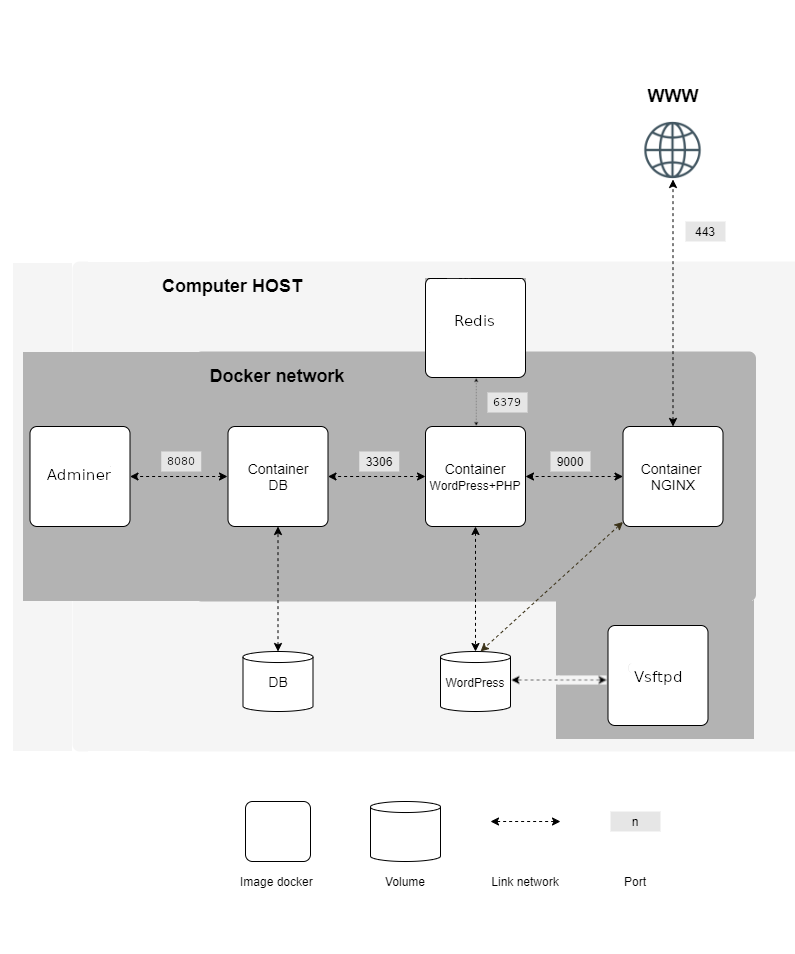 WWW
443
Computer HOST
Redis
Docker network
6379
Adminer
8080
Container
DB
3306
Container
WordPress+PHP
9000
Container
NGINX
DB
WordPress
Vsftpd
n
Image docker
Volume
Link network
Port